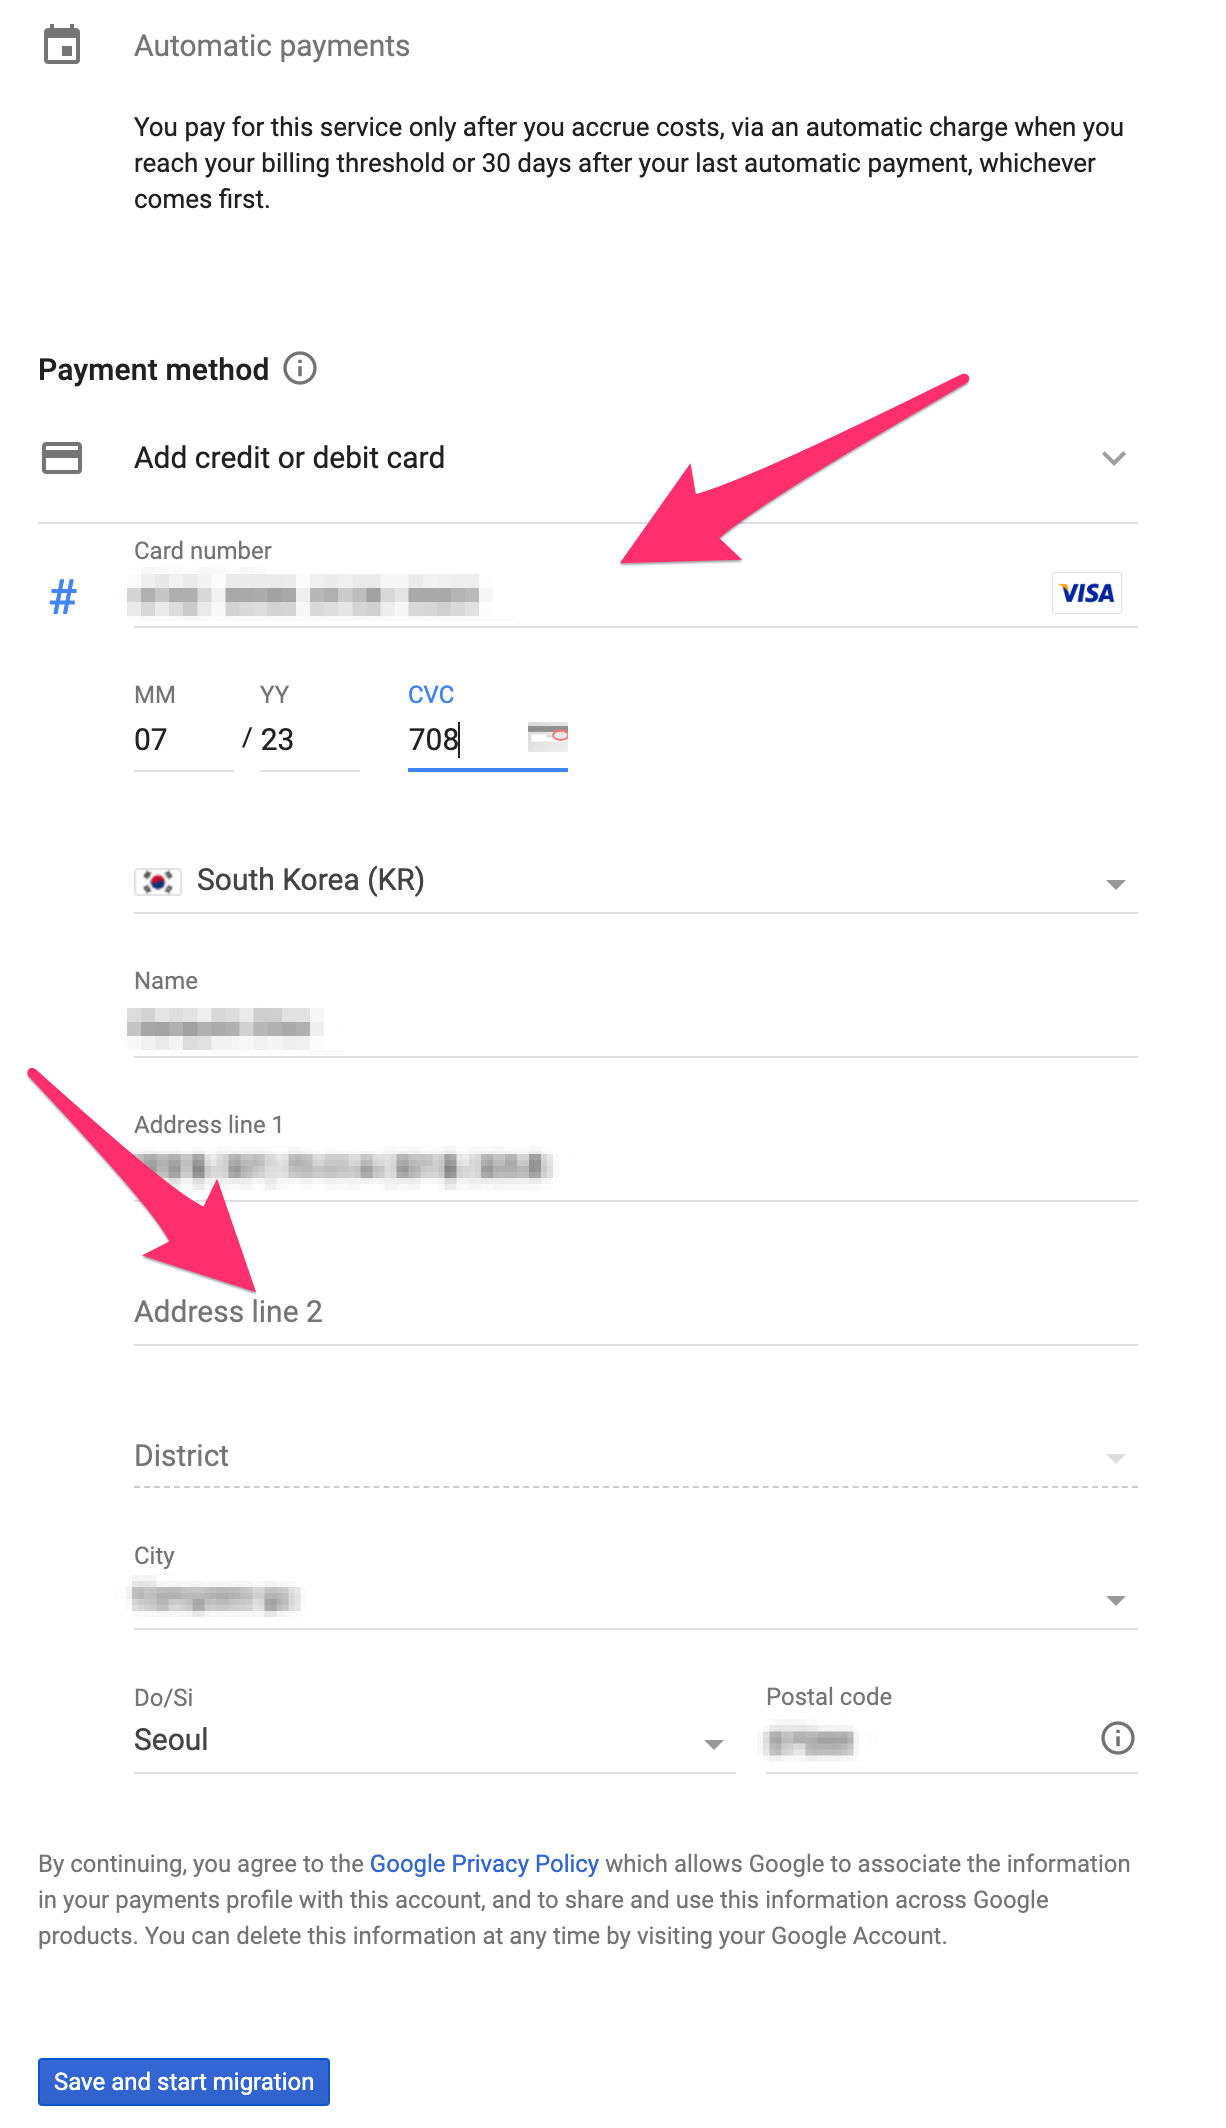 Automatic payments
You pay for this service only after you accrue costs, via an automatic charge when you
reach your billing threshold or 30 days after your last automatic payment, whichever
comes first.
Payment method
Add credit or debit card
Card number
#
VISA
MM YY CVC
07 / 23 708
South Korea (KR)
Name
Address line 1
Address line 2
District
City
Do/Si Postal code
Seoul
By continuing, you agree to the Google Privacy Policy which allows Google to associate the information
in your payments profile with this account, and to share and use this information across Google
products. You can delete this information at any time by visiting your Google Account.
Save and start migration